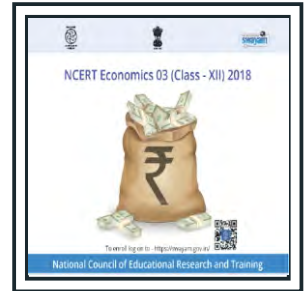 swayam
NCERT Economics 03 (Class - XII) 2018
₹
To enroll log on to - https://swayam.gov.in/
National Council of Educational Research and Training